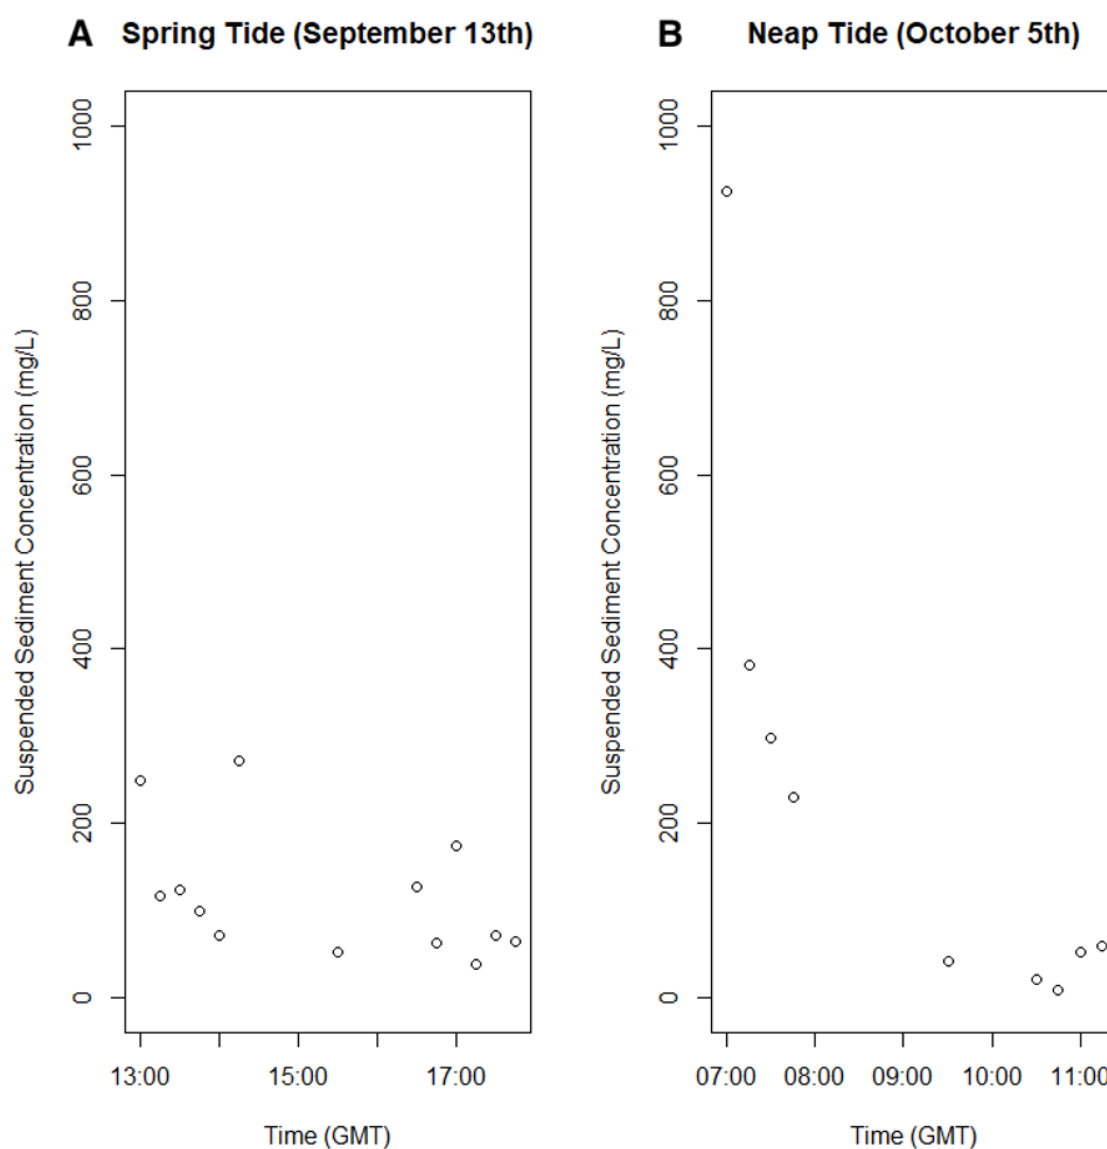 A Spring Tide (September 13th)
Suspended Sediment Concentration (mg/L)
1000
800
600
400
200
0
13:00 15:00 17:00
Time (GMT)
B Neap Tide (October 5th)
Suspended Sediment Concentration (mg/L)
1000
800
600
400
200
0
07:00 08:00 09:00 10:00 11:00
Time (GMT)